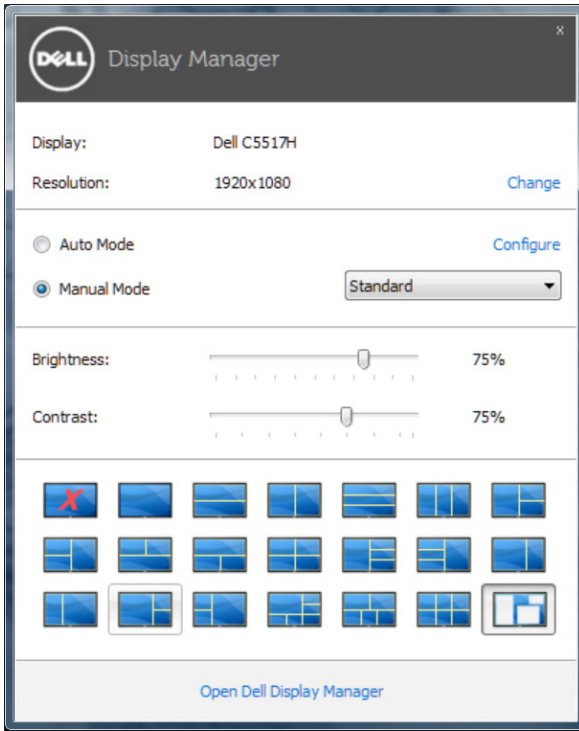 DELL Display Manager
x
Display: Dell C5517H
Resolution: 1920x1080 Change
Auto Mode Configure
Manual Mode Standard
Brightness: 75%
Contrast: 75%
X
Open Dell Display Manager